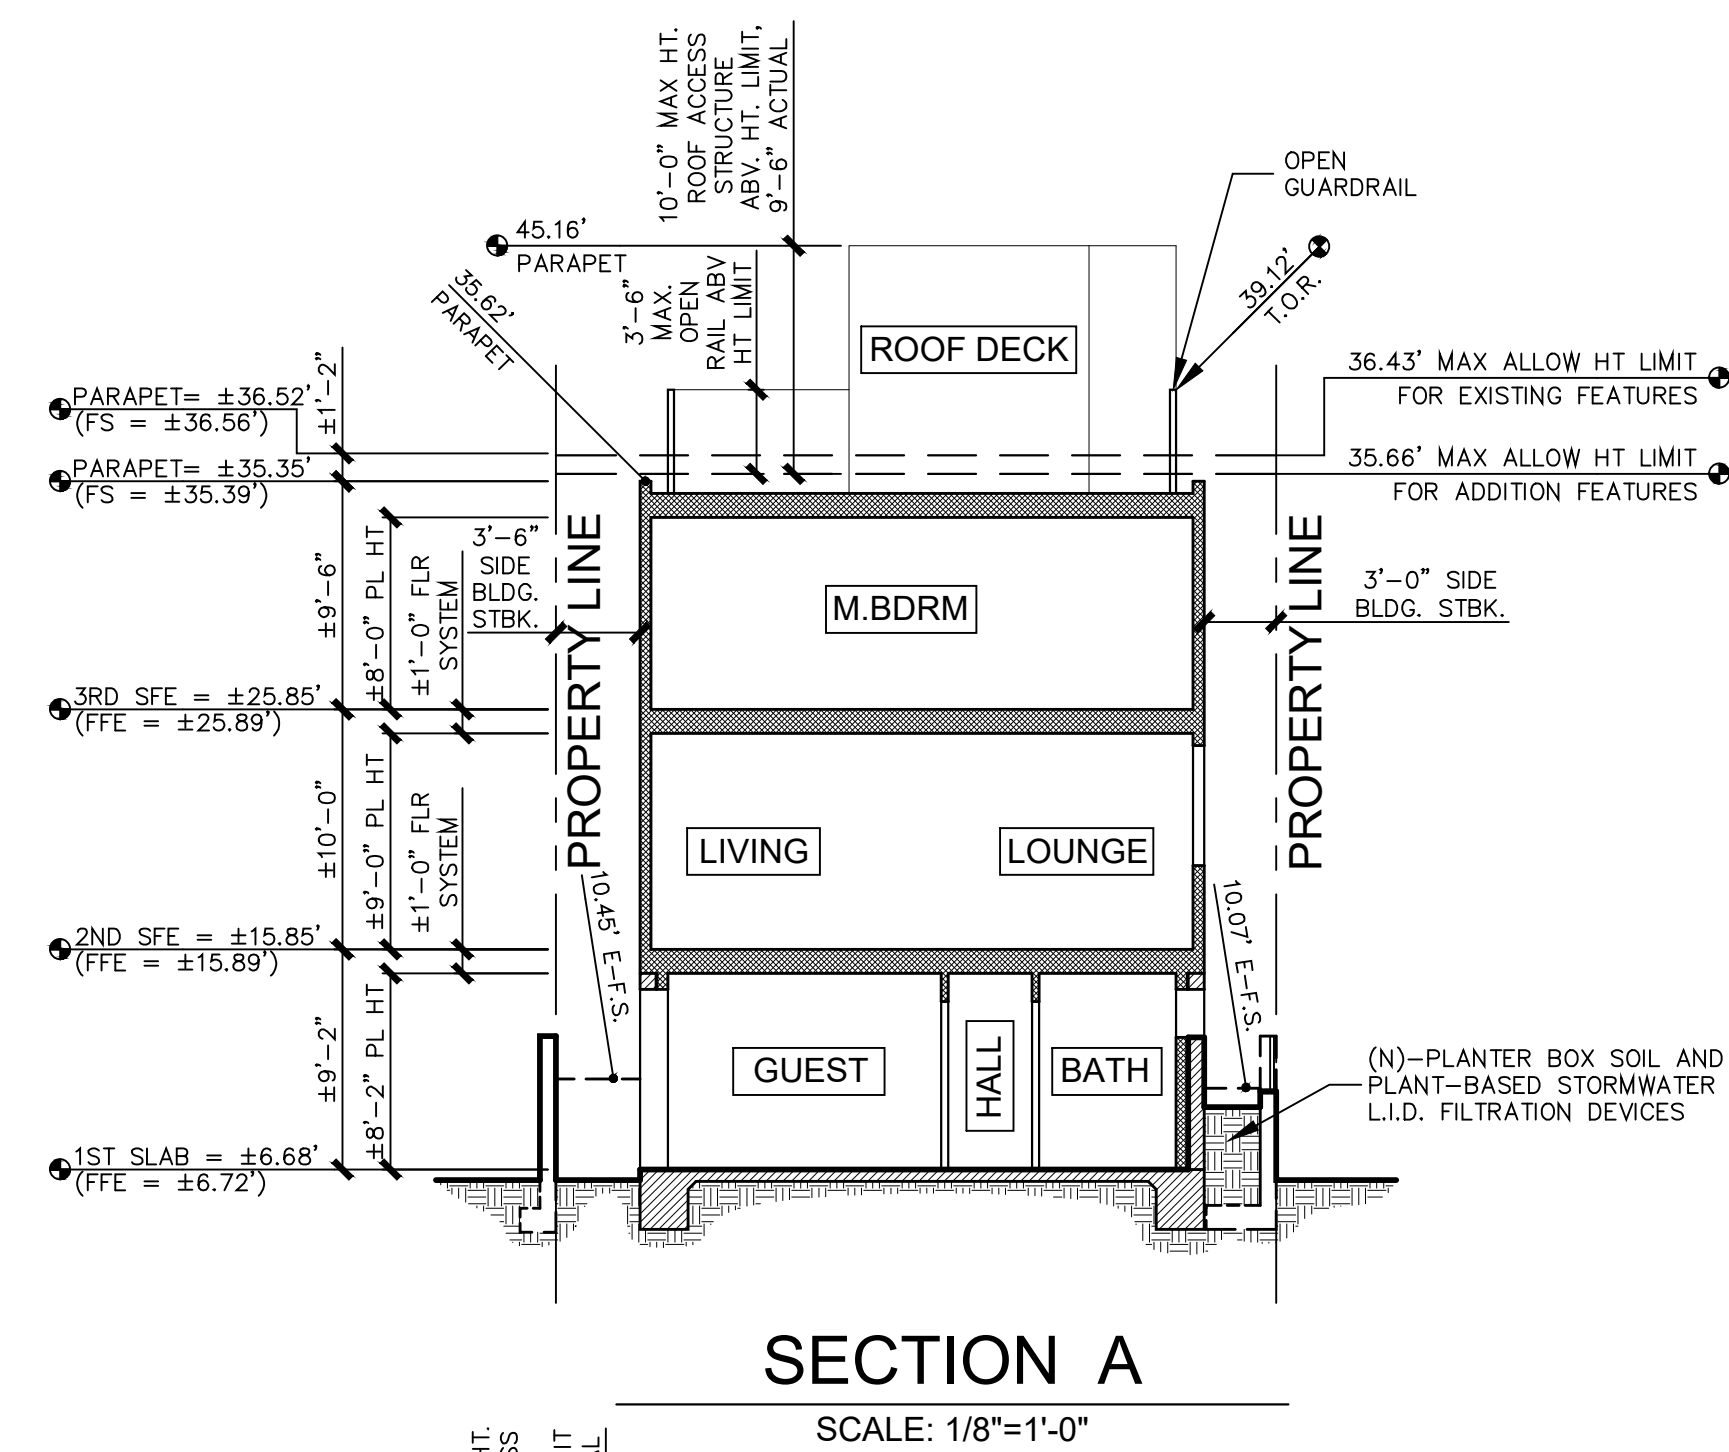 10'-0" MAX HT.
ROOF ACCESS
STRUCTURE
ABV. HT. LIMIT,
9'-6" ACTUAL
OPEN
GUARDRAIL
45.16'
PARAPET
35.62'
PARAPET
3'-6"
MAX.
OPEN
RAIL ABV
HT LIMIT
39.12'
T.O.R.
ROOF DECK
36.43' MAX ALLOW HT LIMIT
FOR EXISTING FEATURES
35.66' MAX ALLOW HT LIMIT
FOR ADDITION FEATURES
±1'-2"
PARAPET= ±36.52'
(FS = ±36.56')
PARAPET= ±35.35'
(FS = ±35.39')
±9'-6"
±8'-0" PL HT
±1'-0" FLR
SYSTEM
3'-6"
SIDE
BLDG.
STBK.
PROPERTY LINE
M.BDRM
PROPERTY LINE
3'-0" SIDE
BLDG. STBK.
3RD SFE = ±25.85'
(FFE = ±25.89')
±10'-0"
±9'-0" PL HT
±1'-0" FLR
SYSTEM
LIVING
LOUNGE
10.45' E-F.S.
10.07' E-F.S.
2ND SFE = ±15.85'
(FFE = ±15.89')
±9'-2"
±8'-2" PL HT
GUEST
HALL
BATH
(N)-PLANTER BOX SOIL AND
PLANT-BASED STORMWATER
L.I.D. FILTRATION DEVICES
1ST SLAB = ±6.68'
(FFE = ±6.72')
SECTION A
SCALE: 1/8"=1'-0"